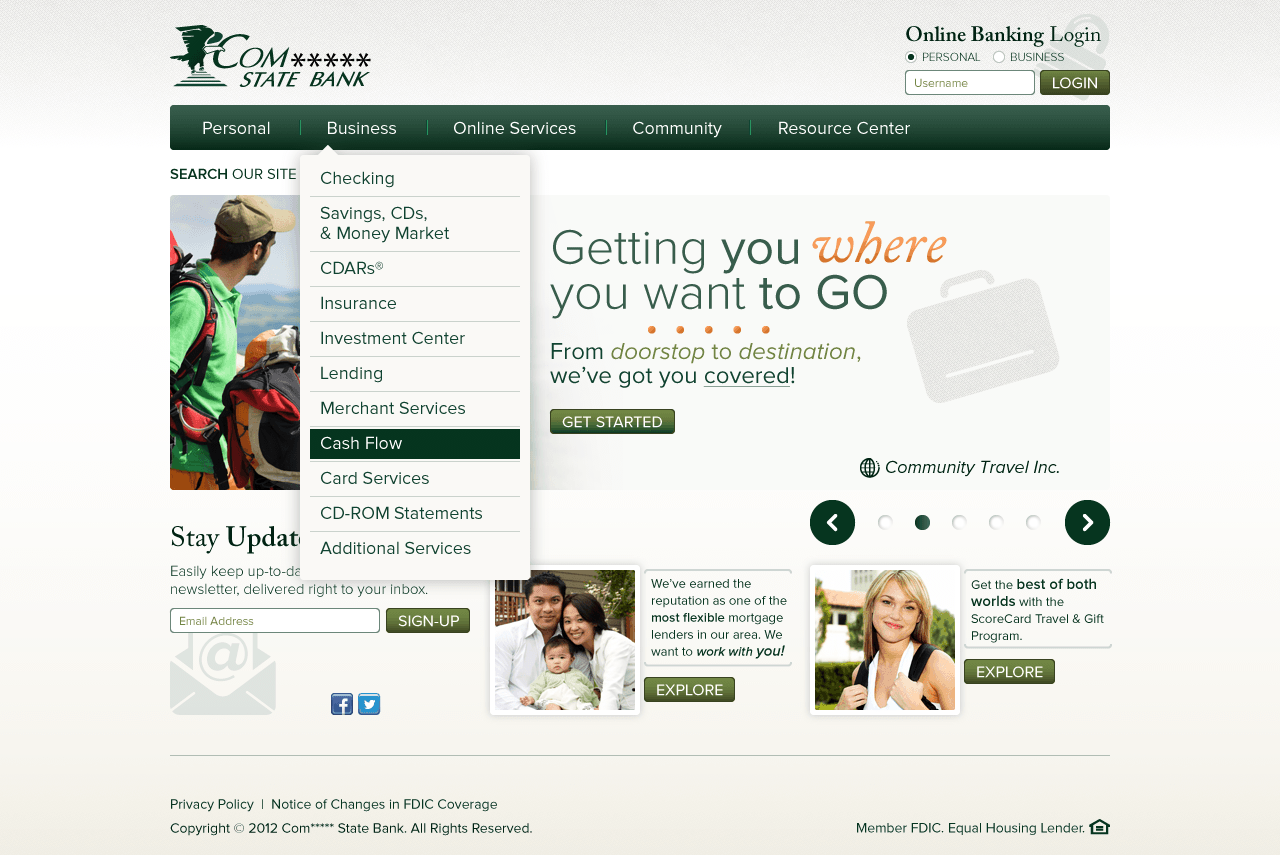 COM*****
STATE BANK
Online Banking Login
PERSONAL BUSINESS
Username
LOGIN
Personal Business Online Services Community Resource Center
SEARCH OUR SITE
Checking
Savings, CDs,
& Money Market
CDARs®
Insurance
Investment Center
Lending
Merchant Services
Cash Flow
Card Services
CD-ROM Statements
Additional Services
Getting you where
you want to GO
From doorstop to destination,
we've got you covered!
GET STARTED
Community Travel Inc.
Stay
Easily keep
newsletter, delivered right to your inbox.
Email Address
SIGN-UP
We've earned the
reputation as one of the
most flexible mortgage
lenders in our area. We
want to work with you!
EXPLORE
Get the best of both
worlds with the
ScoreCard Travel & Gift
Program.
EXPLORE
Privacy Policy | Notice of Changes in FDIC Coverage
Copyright © 2012 Com***** State Bank. All Rights Reserved.
Member FDIC. Equal Housing Lender.